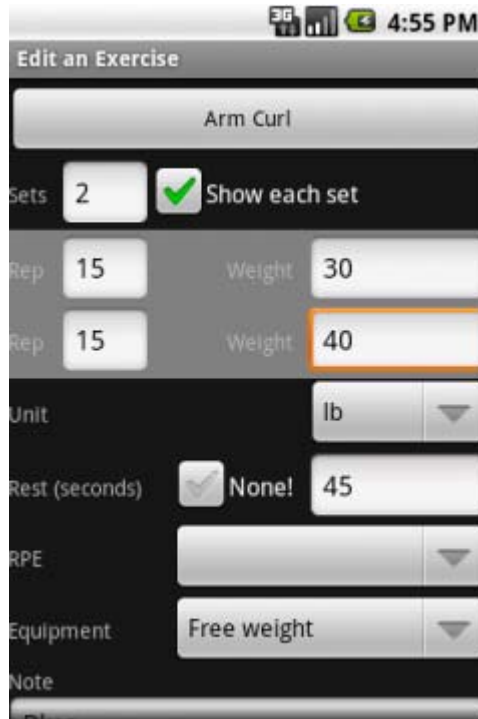 3G 4:55 PM
Edit an Exercise
Arm Curl
Sets 2 Show each set
Rep 15 Weight 30
Rep 15 Weight 40
Unit lb
Rest (seconds) None! 45
RPE
Equipment Free weight
Note